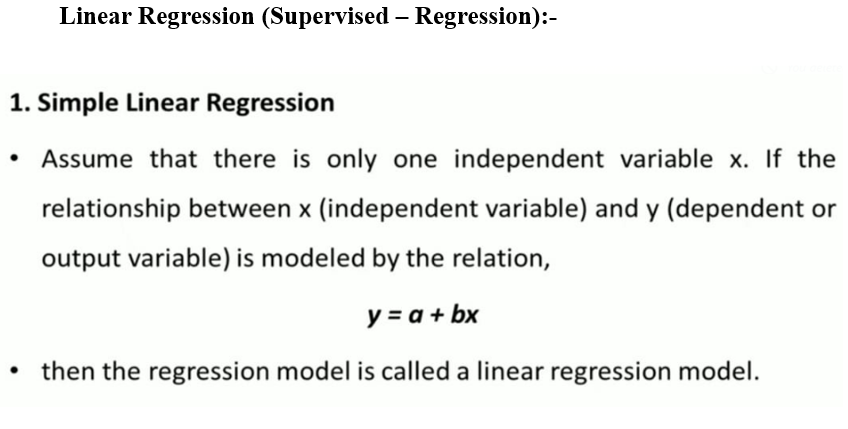 Linear Regression (Supervised – Regression):-
1. Simple Linear Regression
• Assume that there is only one independent variable x. If the
relationship between x (independent variable) and y (dependent or
output variable) is modeled by the relation,
y = a + bx
• then the regression model is called a linear regression model.